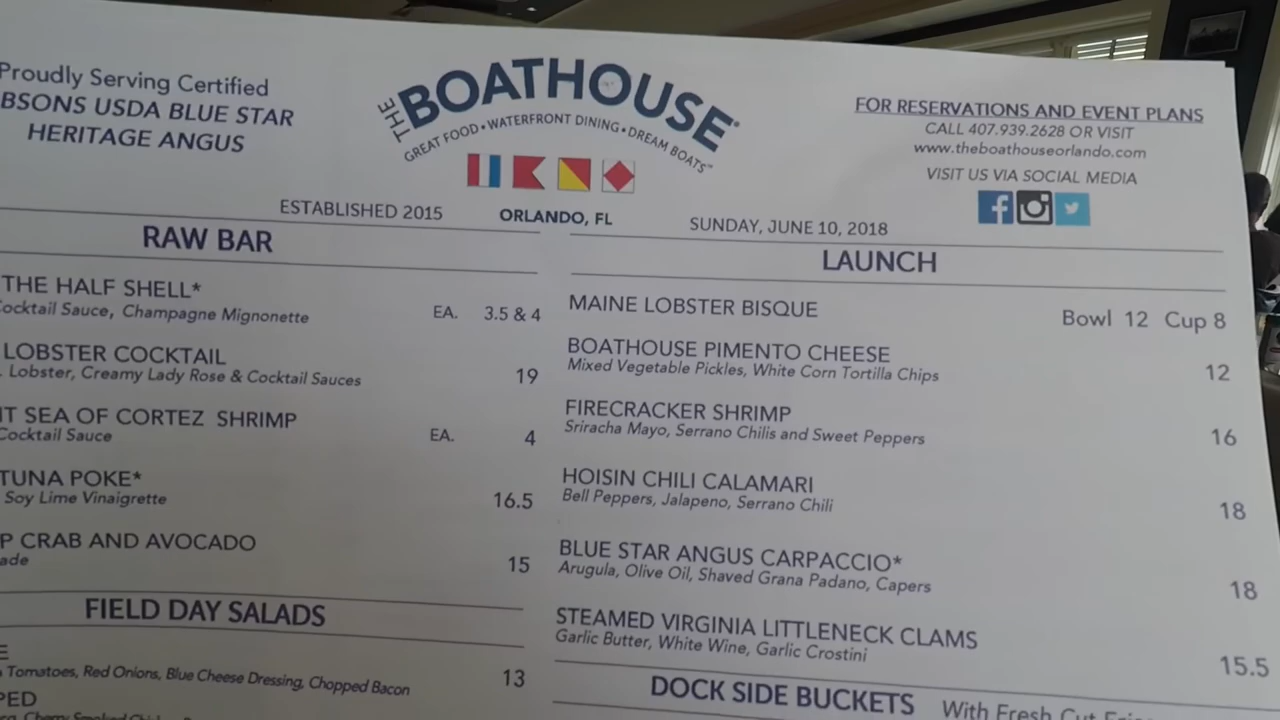 Proudly Serving Certified
BSONS USDA BLUE STAR
HERITAGE ANGUS
THE BOATHOUSE
GREAT FOOD • WATERFRONT DINING • DREAM BOATS™
FOR RESERVATIONS AND EVENT PLANS
CALL 407.939.2628 OR VISIT
www.theboathouseorlando.com
VISIT US VIA SOCIAL MEDIA
ESTABLISHED 2015
ORLANDO, FL
SUNDAY, JUNE 10, 2018
RAW BAR
THE HALF SHELL*
Cocktail Sauce, Champagne Mignonette EA. 3.5 & 4
LOBSTER COCKTAIL
Lobster, Creamy Lady Rose & Cocktail Sauces 19
IT SEA OF CORTEZ SHRIMP
Cocktail Sauce EA. 4
TUNA POKE*
Soy Lime Vinaigrette 16.5
P CRAB AND AVOCADO
ade 15
FIELD DAY SALADS
E
Tomatoes, Red Onions, Blue Cheese Dressing, Chopped Bacon 13
PED
LAUNCH
MAINE LOBSTER BISQUE Bowl 12 Cup 8
BOATHOUSE PIMENTO CHEESE
Mixed Vegetable Pickles, White Corn Tortilla Chips 12
FIRECRACKER SHRIMP
Sriracha Mayo, Serrano Chilis and Sweet Peppers 16
HOISIN CHILI CALAMARI
Bell Peppers, Jalapeno, Serrano Chili 18
BLUE STAR ANGUS CARPACCIO*
Arugula, Olive Oil, Shaved Grana Padano, Capers 18
STEAMED VIRGINIA LITTLENECK CLAMS
Garlic Butter, White Wine, Garlic Crostini 15.5
DOCK SIDE BUCKETS With Fresh Cut